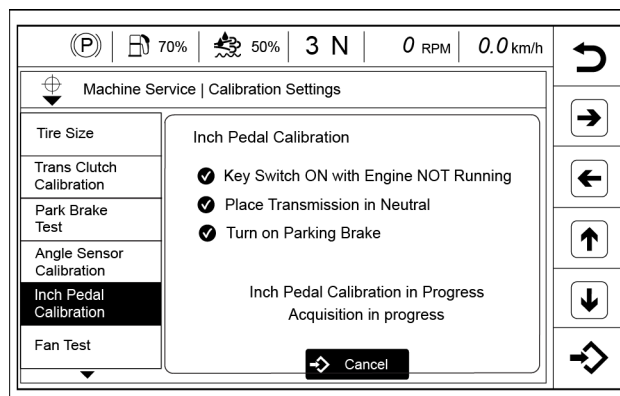 (P) 70% 50% 3 N 0 RPM 0.0 km/h
Machine Service | Calibration Settings
Tire Size
Trans Clutch
Calibration
Park Brake
Test
Angle Sensor
Calibration
Inch Pedal
Calibration
Fan Test
Inch Pedal Calibration
Key Switch ON with Engine NOT Running
Place Transmission in Neutral
Turn on Parking Brake
Inch Pedal Calibration in Progress
Acquisition in progress
Cancel